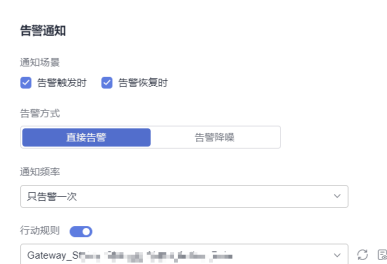 告警通知
通知场景
告警触发时 告警恢复时
告警方式
直接告警 告警降噪
通知频率
只告警一次
行动规则